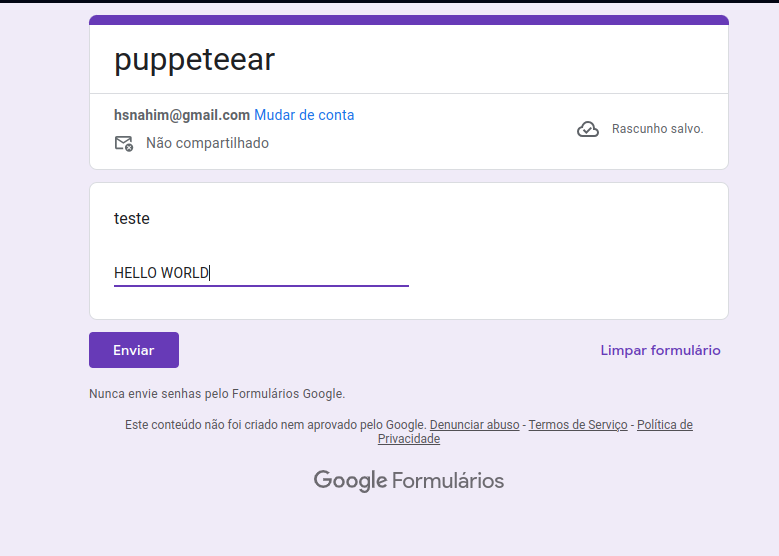 puppeteear
hsnahim@gmail.com Mudar de conta
Não compartilhado
Rascunho salvo.
teste
HELLO WORLD
Enviar
Limpar formulário
Nunca envie senhas pelo Formulários Google.
Este conteúdo não foi criado nem aprovado pelo Google. Denunciar abuso - Termos de Serviço - Política de
Privacidade
Google Formulários